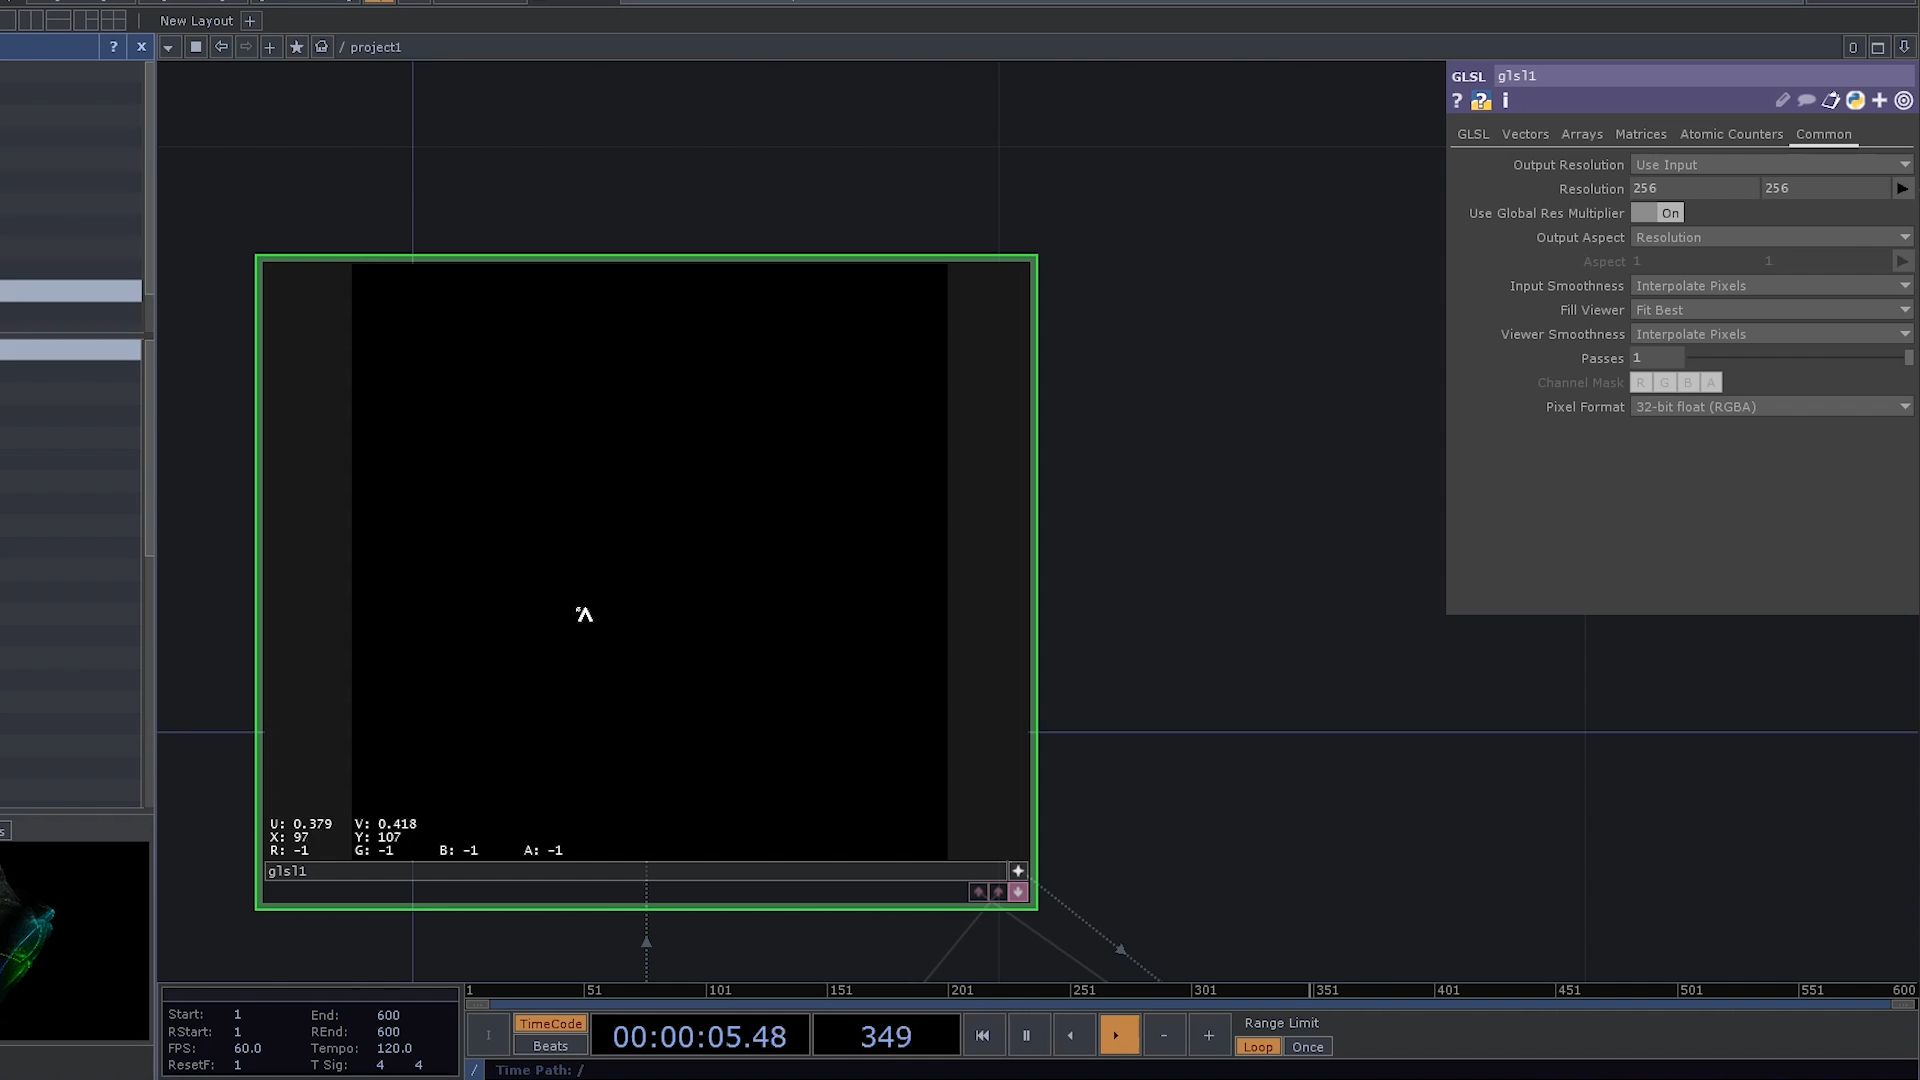 New Layout +
? x / project1 0
GLSL glsl1
? ? i
GLSL Vectors Arrays Matrices Atomic Counters Common
Output Resolution Use Input
Resolution 256 256
Use Global Res Multiplier On
Output Aspect Resolution
Aspect 1 1
Input Smoothness Interpolate Pixels
Fill Viewer Fit Best
Viewer Smoothness Interpolate Pixels
Passes 1
Channel Mask R G B A
Pixel Format 32-bit float (RGBA)
U: 0.379 V: 0.418
X: 97 Y: 107
R: -1 G: -1 B: -1 A: -1
glsl1
s
1 51 101 151 201 251 301 351 401 451 501 551 600
Start: 1 End: 600
RStart: 1 REnd: 600
FPS: 60.0 Tempo: 120.0
ResetF: 1 T Sig: 4 4
TimeCode
Beats
00:00:05.48 349
- +
Range Limit
Loop Once
/ Time Path: /